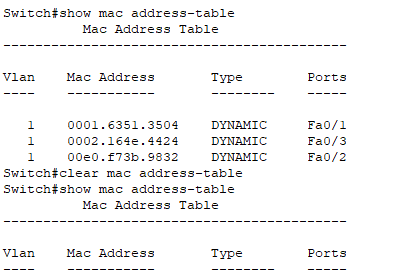 Switch#show mac address-table
          Mac Address Table
-------------------------------------------

Vlan    Mac Address       Type        Ports
----    -----------       --------    -----

   1    0001.6351.3504    DYNAMIC     Fa0/1
   1    0002.164e.4424    DYNAMIC     Fa0/3
   1    00e0.f73b.9832    DYNAMIC     Fa0/2
Switch#clear mac address-table
Switch#show mac address-table
          Mac Address Table
-------------------------------------------

Vlan    Mac Address       Type        Ports
----    -----------       --------    -----